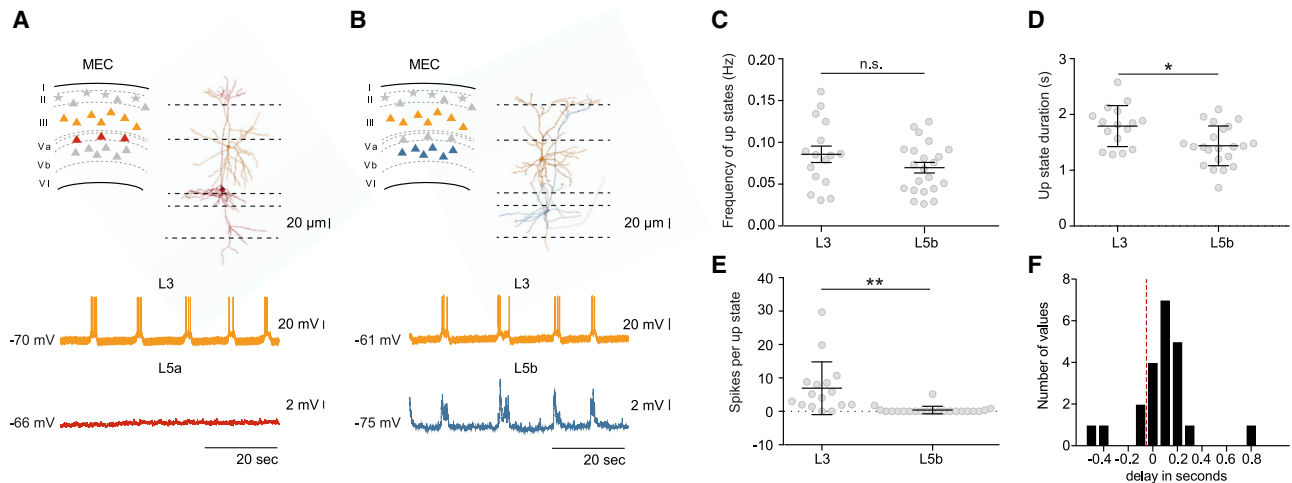 A
MEC
I
II
III
Va
Vb
VI
20 µm
L3
-70 mV
20 mV
L5a
-66 mV
2 mV
20 sec
B
MEC
I
II
III
Va
Vb
VI
20 µm
L3
-61 mV
20 mV
L5b
-75 mV
2 mV
20 sec
C
Frequency of up states (Hz)
0.20
0.15
0.10
0.05
0.00
n.s.
L3 L5b
D
Up state duration (s)
3
2
1
0
*
L3 L5b
E
Spikes per up state
40
30
20
10
0
-10
**
L3 L5b
F
Number of values
8
6
4
2
0
-0.4 -0.2 0 0.2 0.4 0.6 0.8
delay in seconds